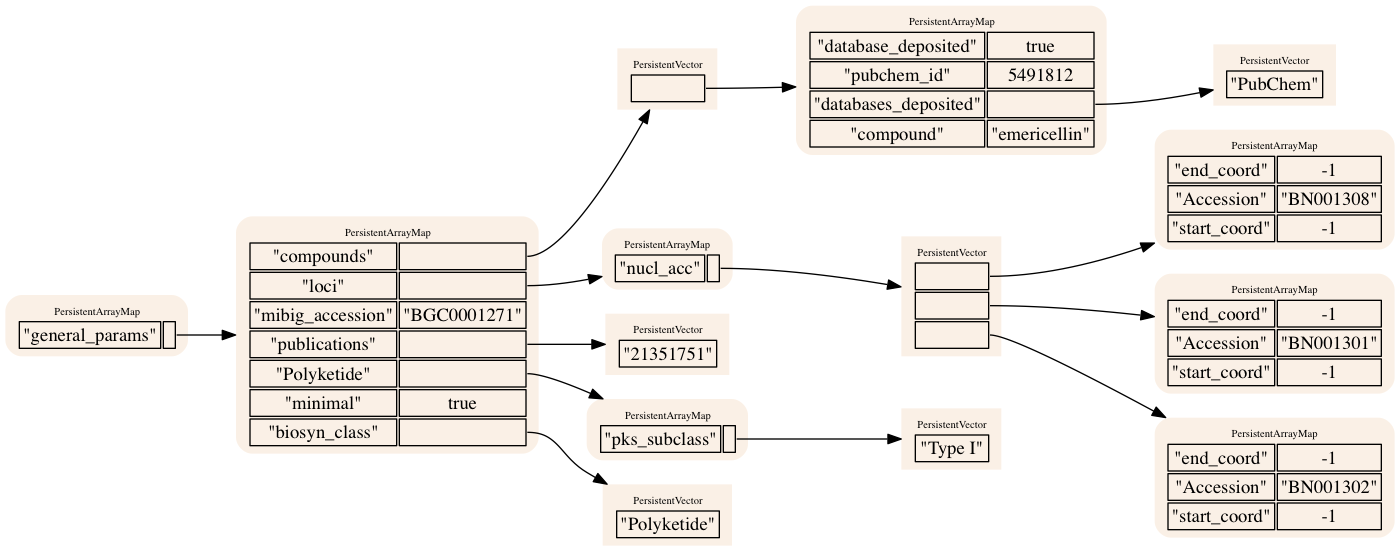 PersistentArrayMap
"general_params"
PersistentArrayMap
"compounds"
"loci"
"mibig_accession" "BGC0001271"
"publications"
"Polyketide"
"minimal" true
"biosyn_class"
PersistentVector
PersistentArrayMap
"database_deposited" true
"pubchem_id" 5491812
"databases_deposited"
"compound" "emericellin"
PersistentVector
"PubChem"
PersistentArrayMap
"nucl_acc"
PersistentVector
PersistentArrayMap
"end_coord" -1
"Accession" "BN001308"
"start_coord" -1
PersistentArrayMap
"end_coord" -1
"Accession" "BN001301"
"start_coord" -1
PersistentArrayMap
"end_coord" -1
"Accession" "BN001302"
"start_coord" -1
PersistentVector
"21351751"
PersistentArrayMap
"pks_subclass"
PersistentVector
"Type I"
PersistentVector
"Polyketide"